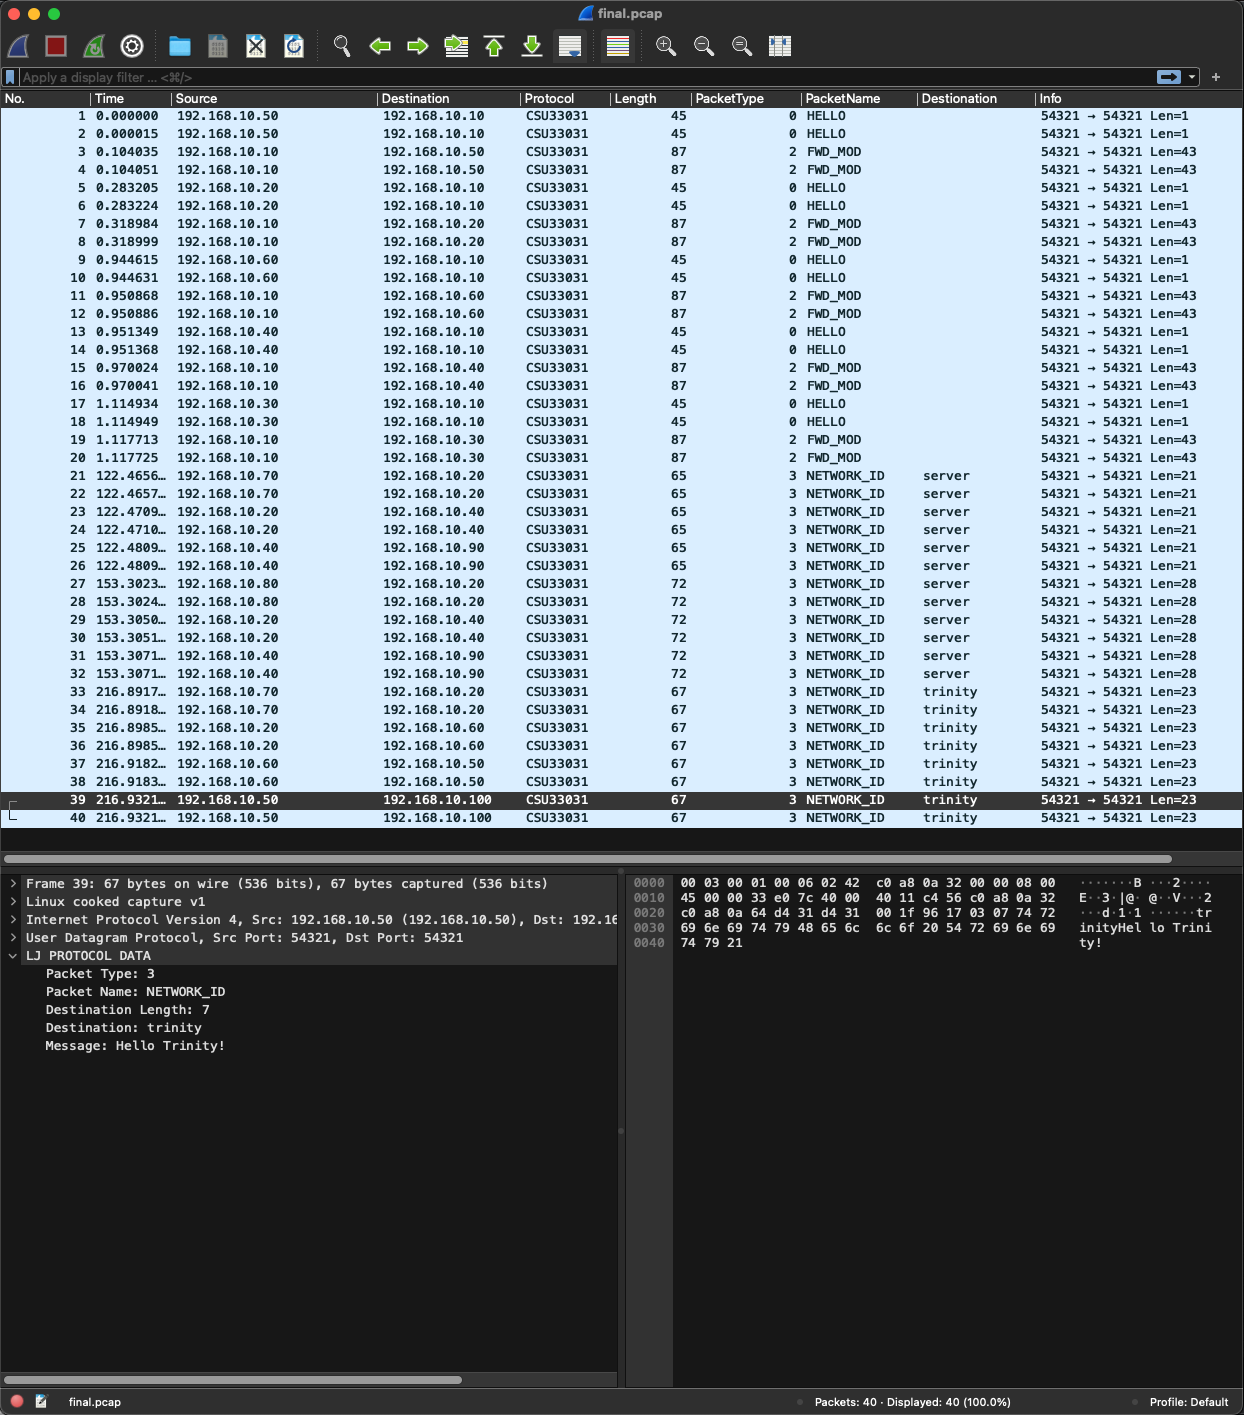 final.pcap
Apply a display filter ... <⌘/>
+
No. Time Source Destination Protocol Length PacketType PacketName Destionation Info
1 0.000000 192.168.10.50 192.168.10.10 CSU33031 45 0 HELLO 54321 → 54321 Len=1
2 0.000015 192.168.10.50 192.168.10.10 CSU33031 45 0 HELLO 54321 → 54321 Len=1
3 0.104035 192.168.10.10 192.168.10.50 CSU33031 87 2 FWD_MOD 54321 → 54321 Len=43
4 0.104051 192.168.10.10 192.168.10.50 CSU33031 87 2 FWD_MOD 54321 → 54321 Len=43
5 0.283205 192.168.10.20 192.168.10.10 CSU33031 45 0 HELLO 54321 → 54321 Len=1
6 0.283224 192.168.10.20 192.168.10.10 CSU33031 45 0 HELLO 54321 → 54321 Len=1
7 0.318984 192.168.10.10 192.168.10.20 CSU33031 87 2 FWD_MOD 54321 → 54321 Len=43
8 0.318999 192.168.10.10 192.168.10.20 CSU33031 87 2 FWD_MOD 54321 → 54321 Len=43
9 0.944615 192.168.10.60 192.168.10.10 CSU33031 45 0 HELLO 54321 → 54321 Len=1
10 0.944631 192.168.10.60 192.168.10.10 CSU33031 45 0 HELLO 54321 → 54321 Len=1
11 0.950868 192.168.10.10 192.168.10.60 CSU33031 87 2 FWD_MOD 54321 → 54321 Len=43
12 0.950886 192.168.10.10 192.168.10.60 CSU33031 87 2 FWD_MOD 54321 → 54321 Len=43
13 0.951349 192.168.10.40 192.168.10.10 CSU33031 45 0 HELLO 54321 → 54321 Len=1
14 0.951368 192.168.10.40 192.168.10.10 CSU33031 45 0 HELLO 54321 → 54321 Len=1
15 0.970024 192.168.10.10 192.168.10.40 CSU33031 87 2 FWD_MOD 54321 → 54321 Len=43
16 0.970041 192.168.10.10 192.168.10.40 CSU33031 87 2 FWD_MOD 54321 → 54321 Len=43
17 1.114934 192.168.10.30 192.168.10.10 CSU33031 45 0 HELLO 54321 → 54321 Len=1
18 1.114949 192.168.10.30 192.168.10.10 CSU33031 45 0 HELLO 54321 → 54321 Len=1
19 1.117713 192.168.10.10 192.168.10.30 CSU33031 87 2 FWD_MOD 54321 → 54321 Len=43
20 1.117725 192.168.10.10 192.168.10.30 CSU33031 87 2 FWD_MOD 54321 → 54321 Len=43
21 122.4656… 192.168.10.70 192.168.10.20 CSU33031 65 3 NETWORK_ID server 54321 → 54321 Len=21
22 122.4657… 192.168.10.70 192.168.10.20 CSU33031 65 3 NETWORK_ID server 54321 → 54321 Len=21
23 122.4709… 192.168.10.20 192.168.10.40 CSU33031 65 3 NETWORK_ID server 54321 → 54321 Len=21
24 122.4710… 192.168.10.20 192.168.10.40 CSU33031 65 3 NETWORK_ID server 54321 → 54321 Len=21
25 122.4809… 192.168.10.40 192.168.10.90 CSU33031 65 3 NETWORK_ID server 54321 → 54321 Len=21
26 122.4809… 192.168.10.40 192.168.10.90 CSU33031 65 3 NETWORK_ID server 54321 → 54321 Len=21
27 153.3023… 192.168.10.80 192.168.10.20 CSU33031 72 3 NETWORK_ID server 54321 → 54321 Len=28
28 153.3024… 192.168.10.80 192.168.10.20 CSU33031 72 3 NETWORK_ID server 54321 → 54321 Len=28
29 153.3050… 192.168.10.20 192.168.10.40 CSU33031 72 3 NETWORK_ID server 54321 → 54321 Len=28
30 153.3051… 192.168.10.20 192.168.10.40 CSU33031 72 3 NETWORK_ID server 54321 → 54321 Len=28
31 153.3071… 192.168.10.40 192.168.10.90 CSU33031 72 3 NETWORK_ID server 54321 → 54321 Len=28
32 153.3071… 192.168.10.40 192.168.10.90 CSU33031 72 3 NETWORK_ID server 54321 → 54321 Len=28
33 216.8917… 192.168.10.70 192.168.10.20 CSU33031 67 3 NETWORK_ID trinity 54321 → 54321 Len=23
34 216.8918… 192.168.10.70 192.168.10.20 CSU33031 67 3 NETWORK_ID trinity 54321 → 54321 Len=23
35 216.8985… 192.168.10.20 192.168.10.60 CSU33031 67 3 NETWORK_ID trinity 54321 → 54321 Len=23
36 216.8985… 192.168.10.20 192.168.10.60 CSU33031 67 3 NETWORK_ID trinity 54321 → 54321 Len=23
37 216.9182… 192.168.10.60 192.168.10.50 CSU33031 67 3 NETWORK_ID trinity 54321 → 54321 Len=23
38 216.9183… 192.168.10.60 192.168.10.50 CSU33031 67 3 NETWORK_ID trinity 54321 → 54321 Len=23
39 216.9321… 192.168.10.50 192.168.10.100 CSU33031 67 3 NETWORK_ID trinity 54321 → 54321 Len=23
40 216.9321… 192.168.10.50 192.168.10.100 CSU33031 67 3 NETWORK_ID trinity 54321 → 54321 Len=23
Frame 39: 67 bytes on wire (536 bits), 67 bytes captured (536 bits)
Linux cooked capture v1
Internet Protocol Version 4, Src: 192.168.10.50 (192.168.10.50), Dst: 192.16
User Datagram Protocol, Src Port: 54321, Dst Port: 54321
LJ PROTOCOL DATA
Packet Type: 3
Packet Name: NETWORK_ID
Destination Length: 7
Destination: trinity
Message: Hello Trinity!
0000 00 03 00 01 00 06 02 42 c0 a8 0a 32 00 00 08 00 ·······B ···2····
0010 45 00 00 33 e0 7c 40 00 40 11 c4 56 c0 a8 0a 32 E··3·|@· @··V···2
0020 c0 a8 0a 64 d4 31 d4 31 00 1f 96 17 03 07 74 72 ···d·1·1 ······tr
0030 69 6e 69 74 79 48 65 6c 6c 6f 20 54 72 69 6e 69 inityHel lo Trini
0040 74 79 21 ty!
final.pcap
Packets: 40 · Displayed: 40 (100.0%)
Profile: Default